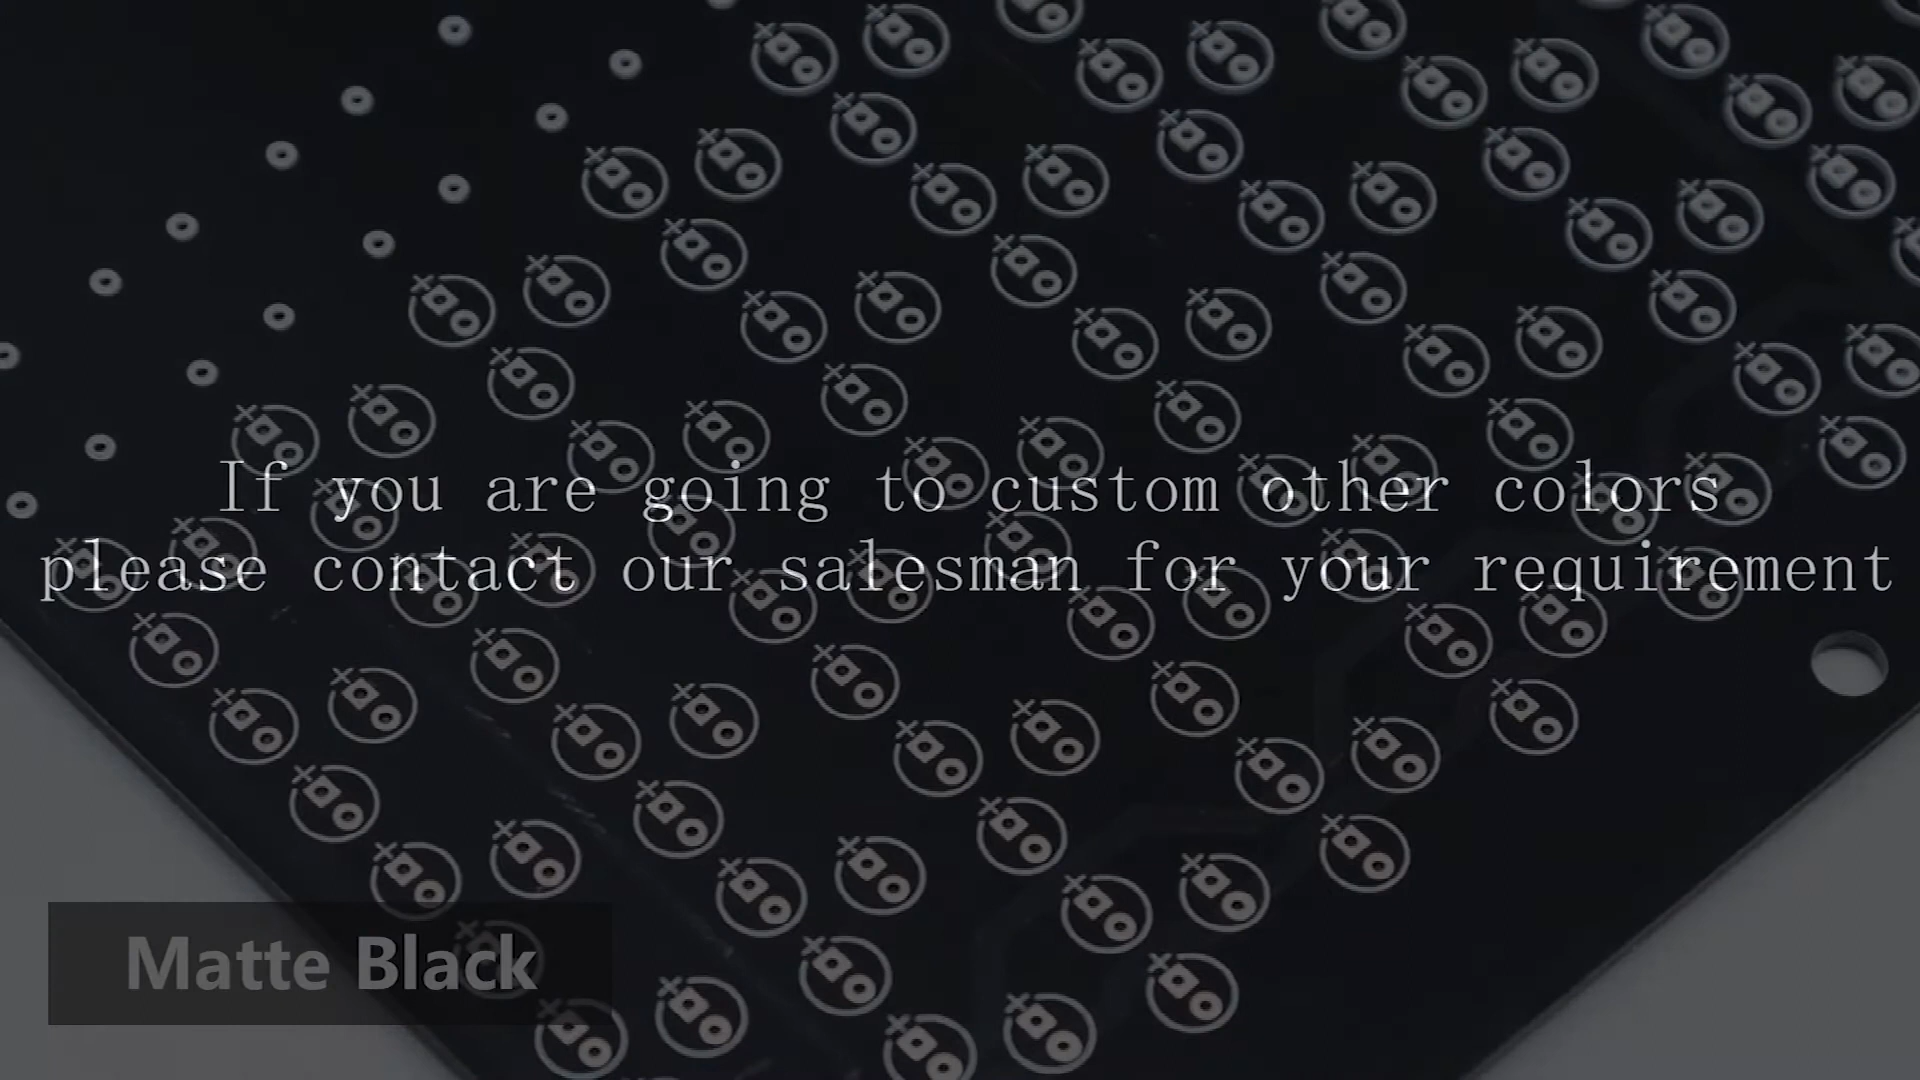 If you are going to custom other colors
please contact our salesman for your requirement
Matte Black